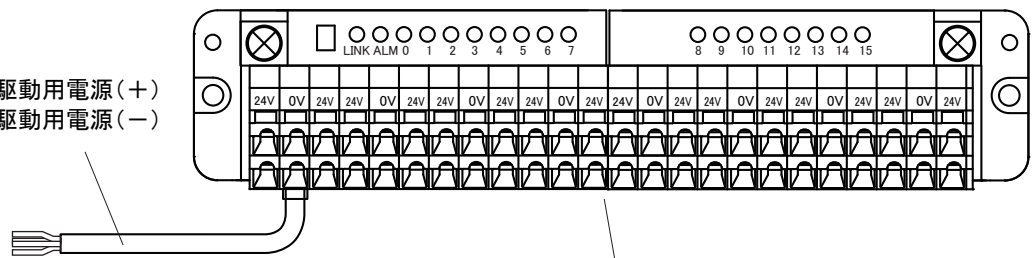 LINK ALM 0 1 2 3 4 5 6 7 8 9 10 11 12 13 14 15
駆動用電源(+)
駆動用電源(−)
24V 0V 24V 24V 0V 24V 24V 0V 24V 24V 0V 24V 24V 0V 24V 24V 0V 24V 24V 0V 24V 24V 0V 24V